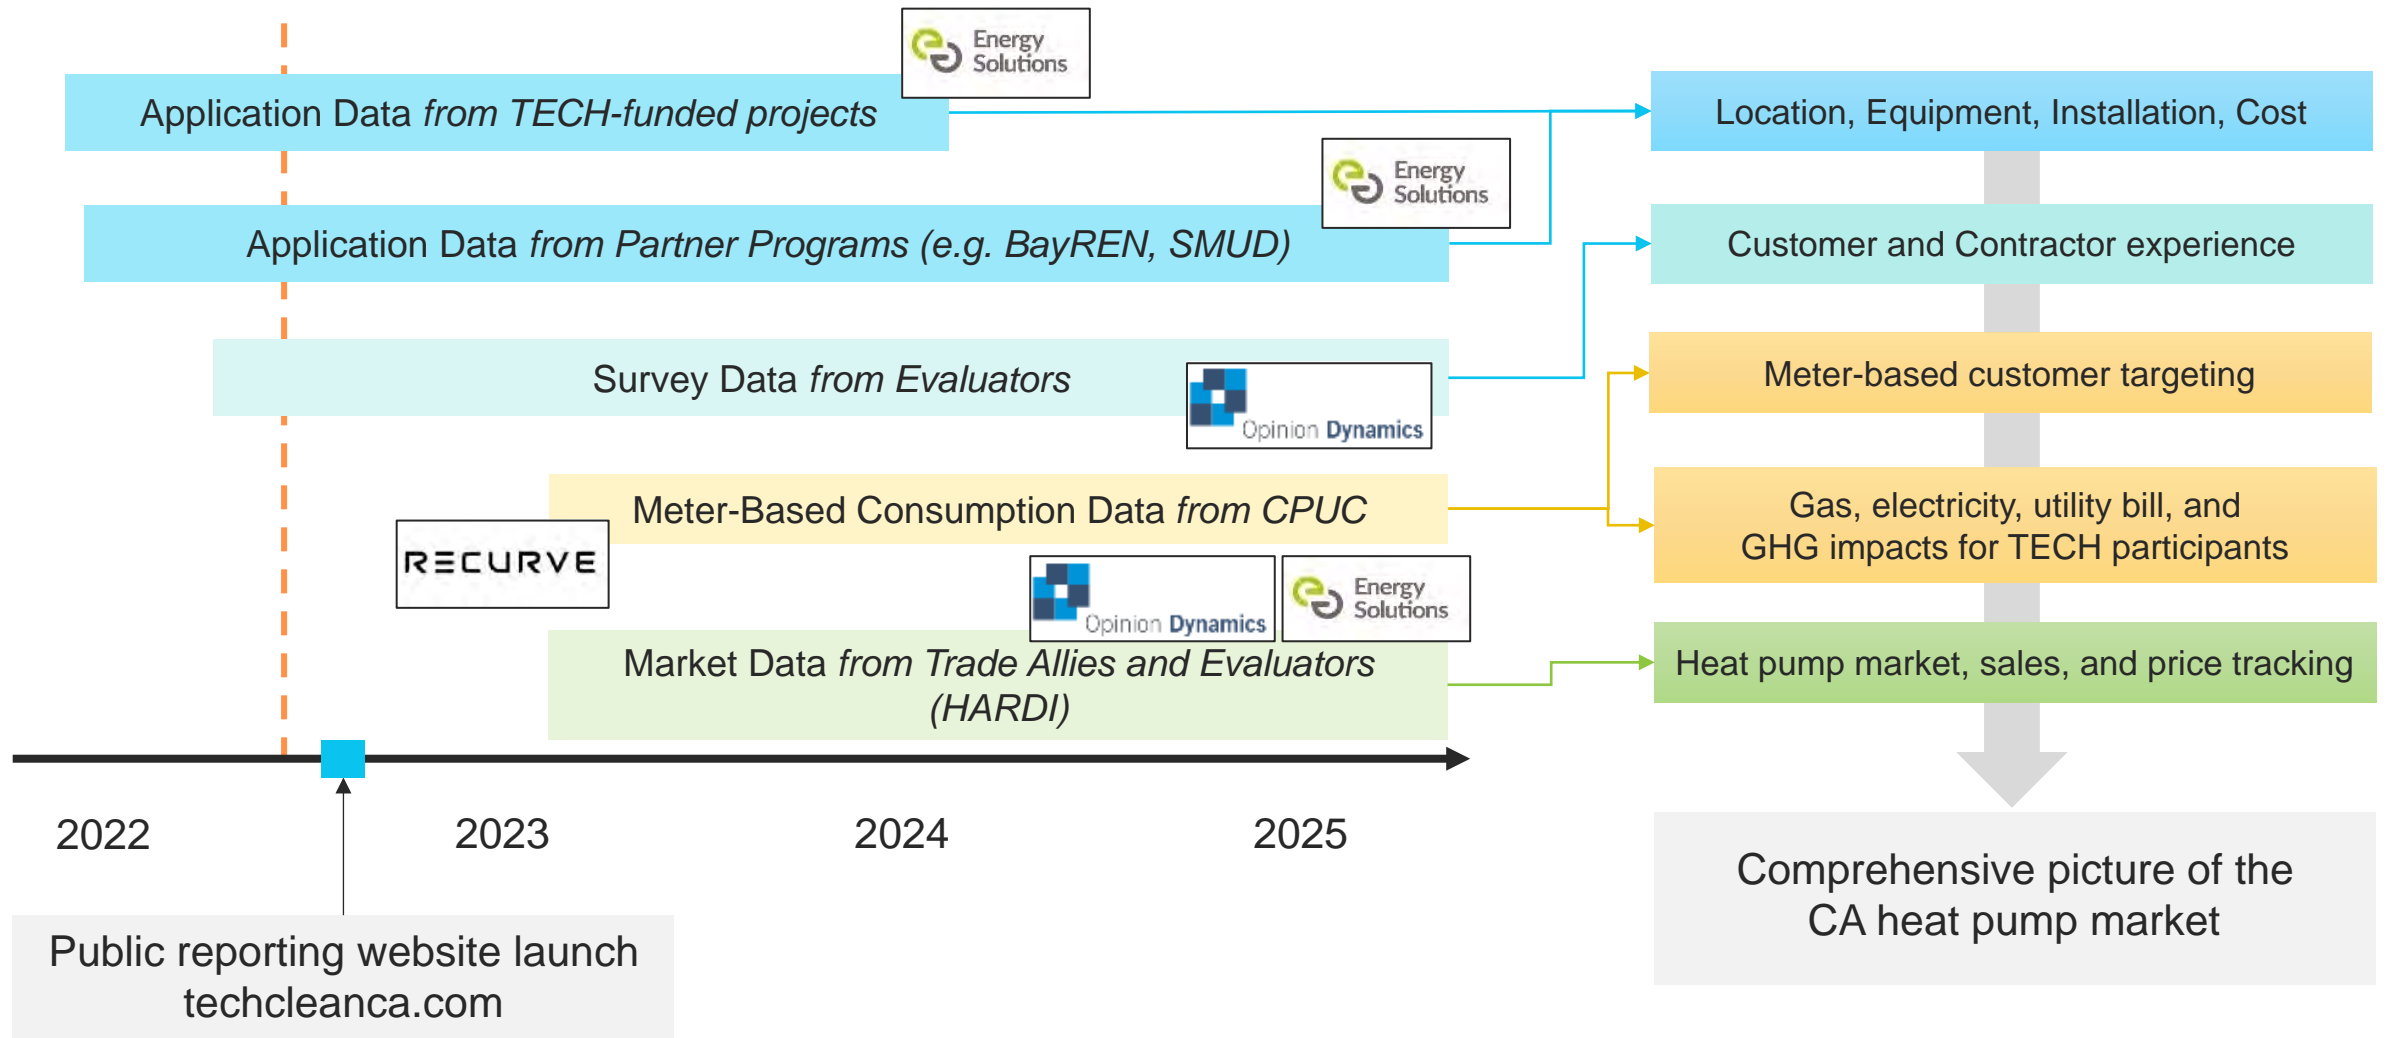 Energy
Solutions
Application Data from TECH-funded projects
Location, Equipment, Installation, Cost
Energy
Solutions
Application Data from Partner Programs (e.g. BayREN, SMUD)
Customer and Contractor experience
Survey Data from Evaluators
Opinion Dynamics
Meter-based customer targeting
Meter-Based Consumption Data from CPUC
Gas, electricity, utility bill, and
GHG impacts for TECH participants
RECURVE
Opinion Dynamics
Energy
Solutions
Market Data from Trade Allies and Evaluators
(HARDI)
Heat pump market, sales, and price tracking
2022
2023
2024
2025
Public reporting website launch
techcleanca.com
Comprehensive picture of the
CA heat pump market